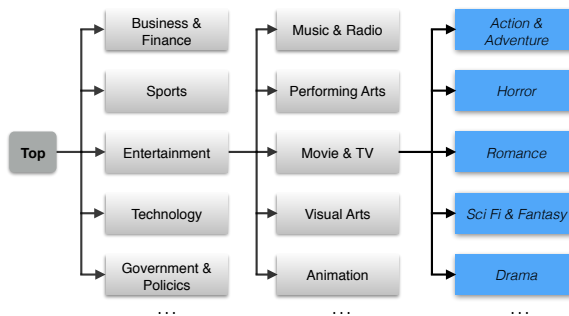 Business &
Finance
Music & Radio
Action &
Adventure
Sports
Performing Arts
Horror
Top
Entertainment
Movie & TV
Romance
Technology
Visual Arts
Sci Fi & Fantasy
Government &
Policics
Animation
Drama
...
...
...